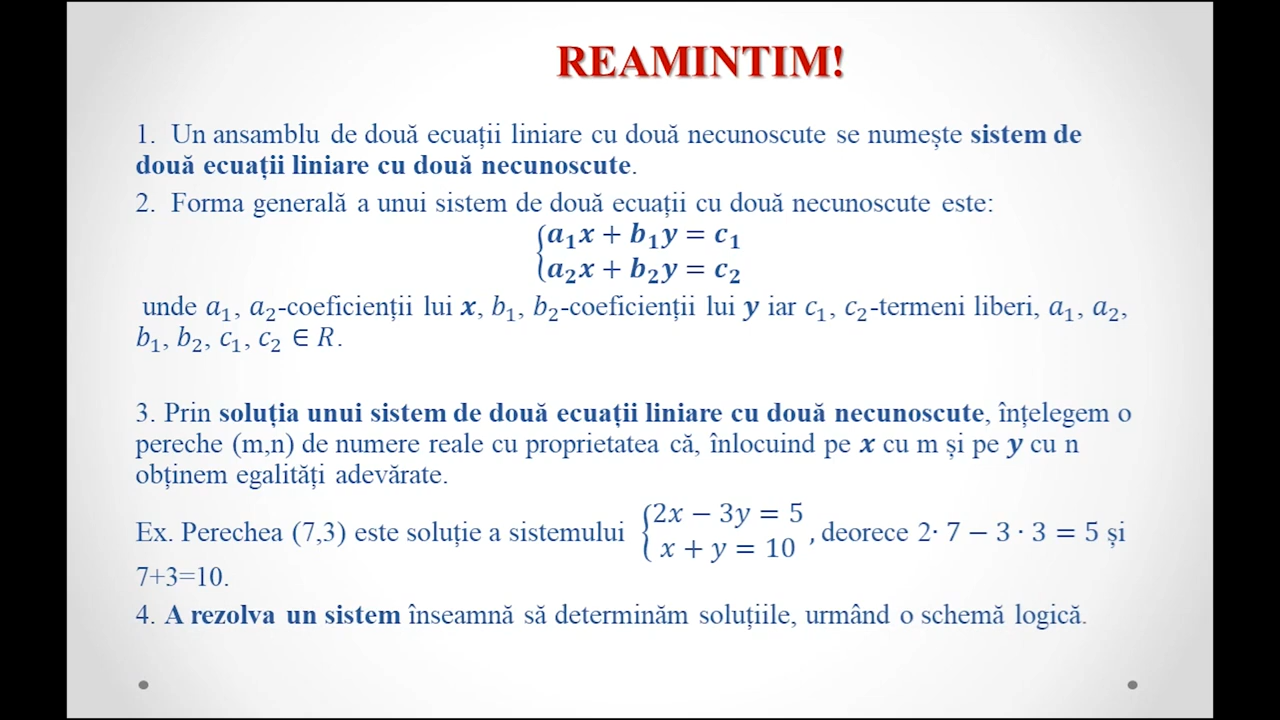 REAMINTIM!
1. Un ansamblu de două ecuații liniare cu două necunoscute se numește sistem de
două ecuații liniare cu două necunoscute.
2. Forma generală a unui sistem de două ecuații cu două necunoscute este:
{a₁x + b₁y = c₁
a₂x + b₂y = c₂
unde a₁, a₂-coeficienții lui x, b₁, b₂-coeficienții lui y iar c₁, c₂-termeni liberi, a₁, a₂,
b₁, b₂, c₁, c₂ ∈ R.
3. Prin soluția unui sistem de două ecuații liniare cu două necunoscute, înțelegem o
pereche (m,n) de numere reale cu proprietatea că, înlocuind pe x cu m și pe y cu n
obținem egalități adevărate.
Ex. Perechea (7,3) este soluție a sistemului {2x − 3y = 5
x + y = 10 , deorece 2· 7 − 3 · 3 = 5 și
7+3=10.
4. A rezolva un sistem înseamnă să determinăm soluțiile, urmând o schemă logică.